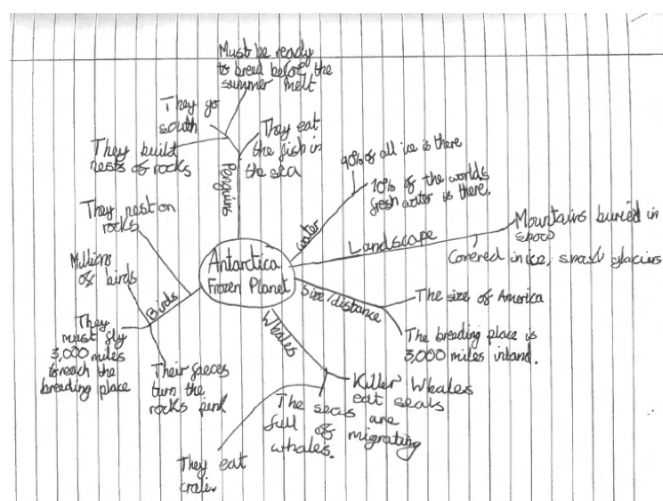 Must be ready
to breed before the
summer melt
They go
south
They build
nests of rocks
They eat
the fish in
the sea
Penguins
90% of all ice is there
10% of the worlds
fresh water is there.
Water
Landscape
Mountains buried in
snow
Covered in ice, small glaciers
Antarctica
Frozen Planet
Size/distance
The size of America
The breeding place is
3,000 miles inland.
Whales
Killer Whales
eat seals
The seas are
full of migrating
whales.
They eat
Birds
They nest on
rocks
Millions
of birds
They
must fly
3,000 miles
to reach the
breeding place
Their faeces
turn the
rocks pink